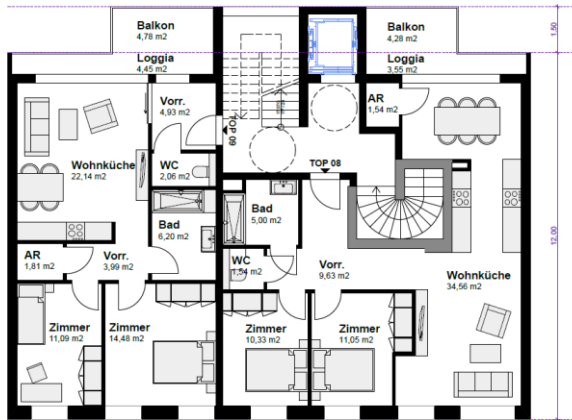 Balkon
4,78 m2
Balkon
4,28 m2
1,50
Loggia
4,45 m2
Loggia
3,55 m2
Vorr.
4,93 m2
AR
1,54 m2
TOP 09
Wohnküche
22,14 m2
WC
2,06 m2
TOP 08
Bad
5,00 m2
Bad
6,20 m2
12,00
AR
1,81 m2
Vorr.
3,99 m2
WC
1,54 m2
Vorr.
9,63 m2
Wohnküche
34,56 m2
Zimmer
11,09 m2
Zimmer
14,48 m2
Zimmer
10,33 m2
Zimmer
11,05 m2